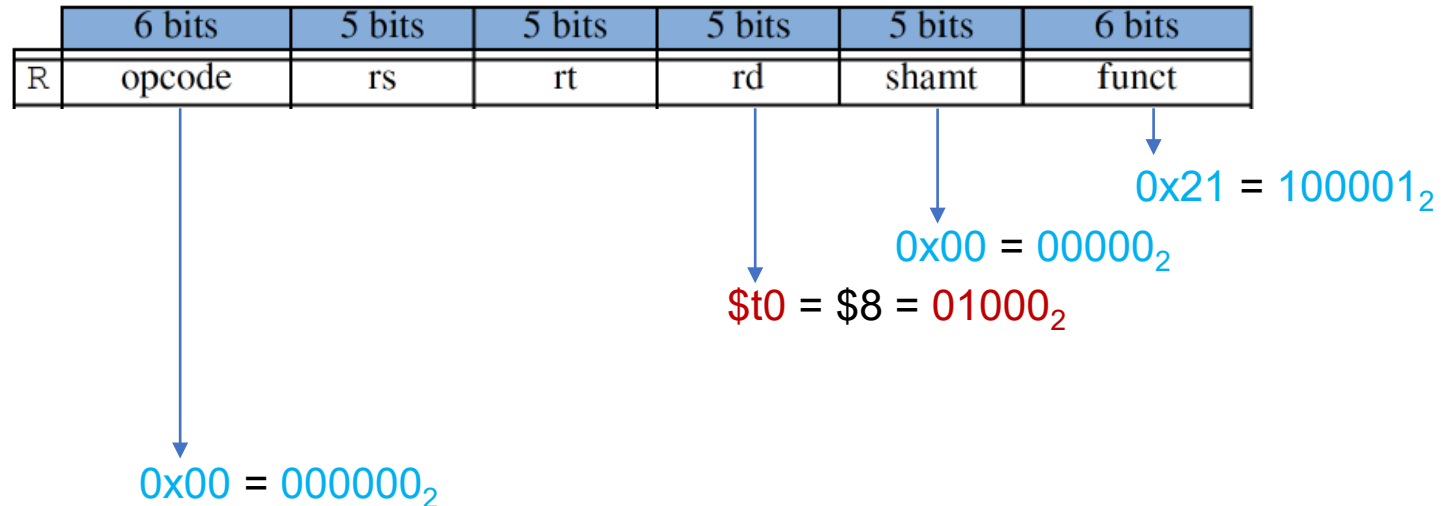 6 bits 5 bits 5 bits 5 bits 5 bits 6 bits
R opcode rs rt rd shamt funct
0x21 = 100001₂
0x00 = 00000₂
$t0 = $8 = 01000₂
0x00 = 000000₂